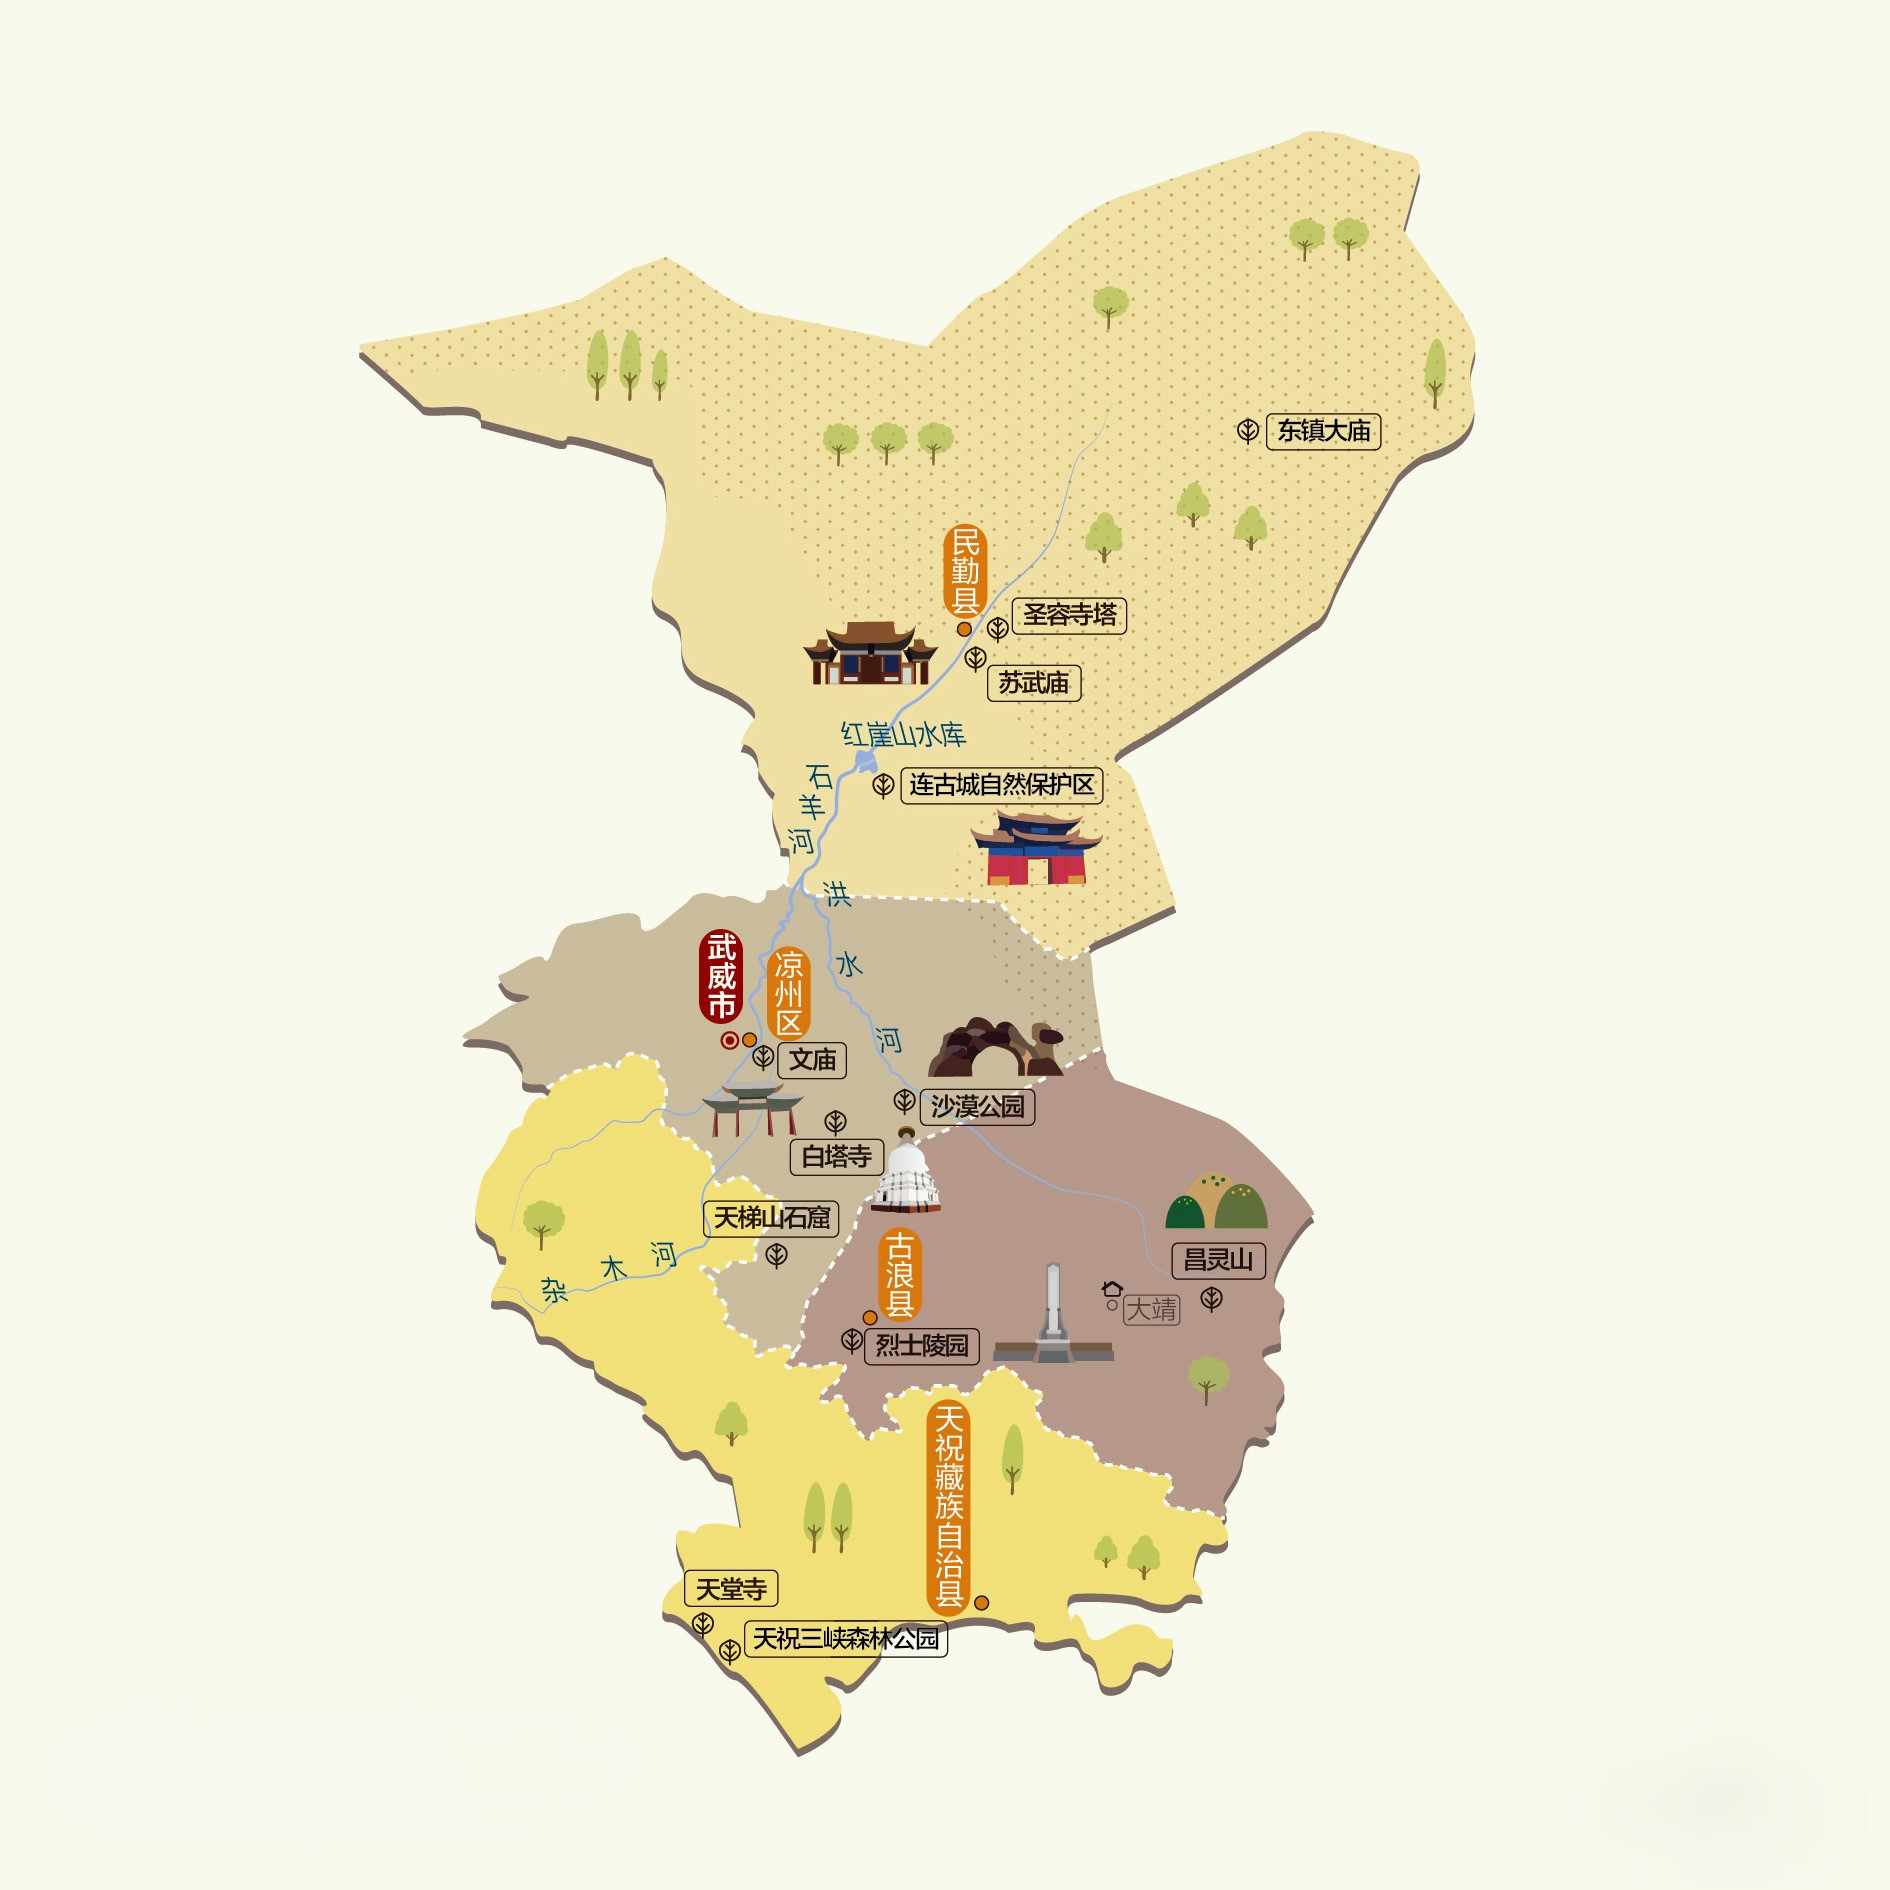 东镇大庙
民勤县
圣容寺塔
苏武庙
红崖山水库
石羊河
连古城自然保护区
洪水河
武威市
凉州区
文庙
沙漠公园
白塔寺
天梯山石窟
杂木河
古浪县
昌灵山
大靖
烈士陵园
天祝藏族自治县
天堂寺
天祝三峡森林公园